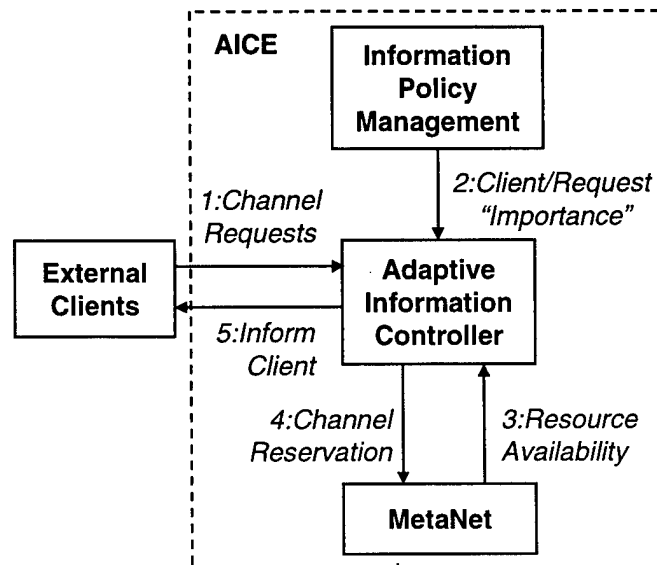 AICE
Information
Policy
Management
1:Channel
Requests
2:Client/Request
“Importance”
External
Clients
Adaptive
Information
Controller
5:Inform
Client
4:Channel
Reservation
3:Resource
Availability
MetaNet